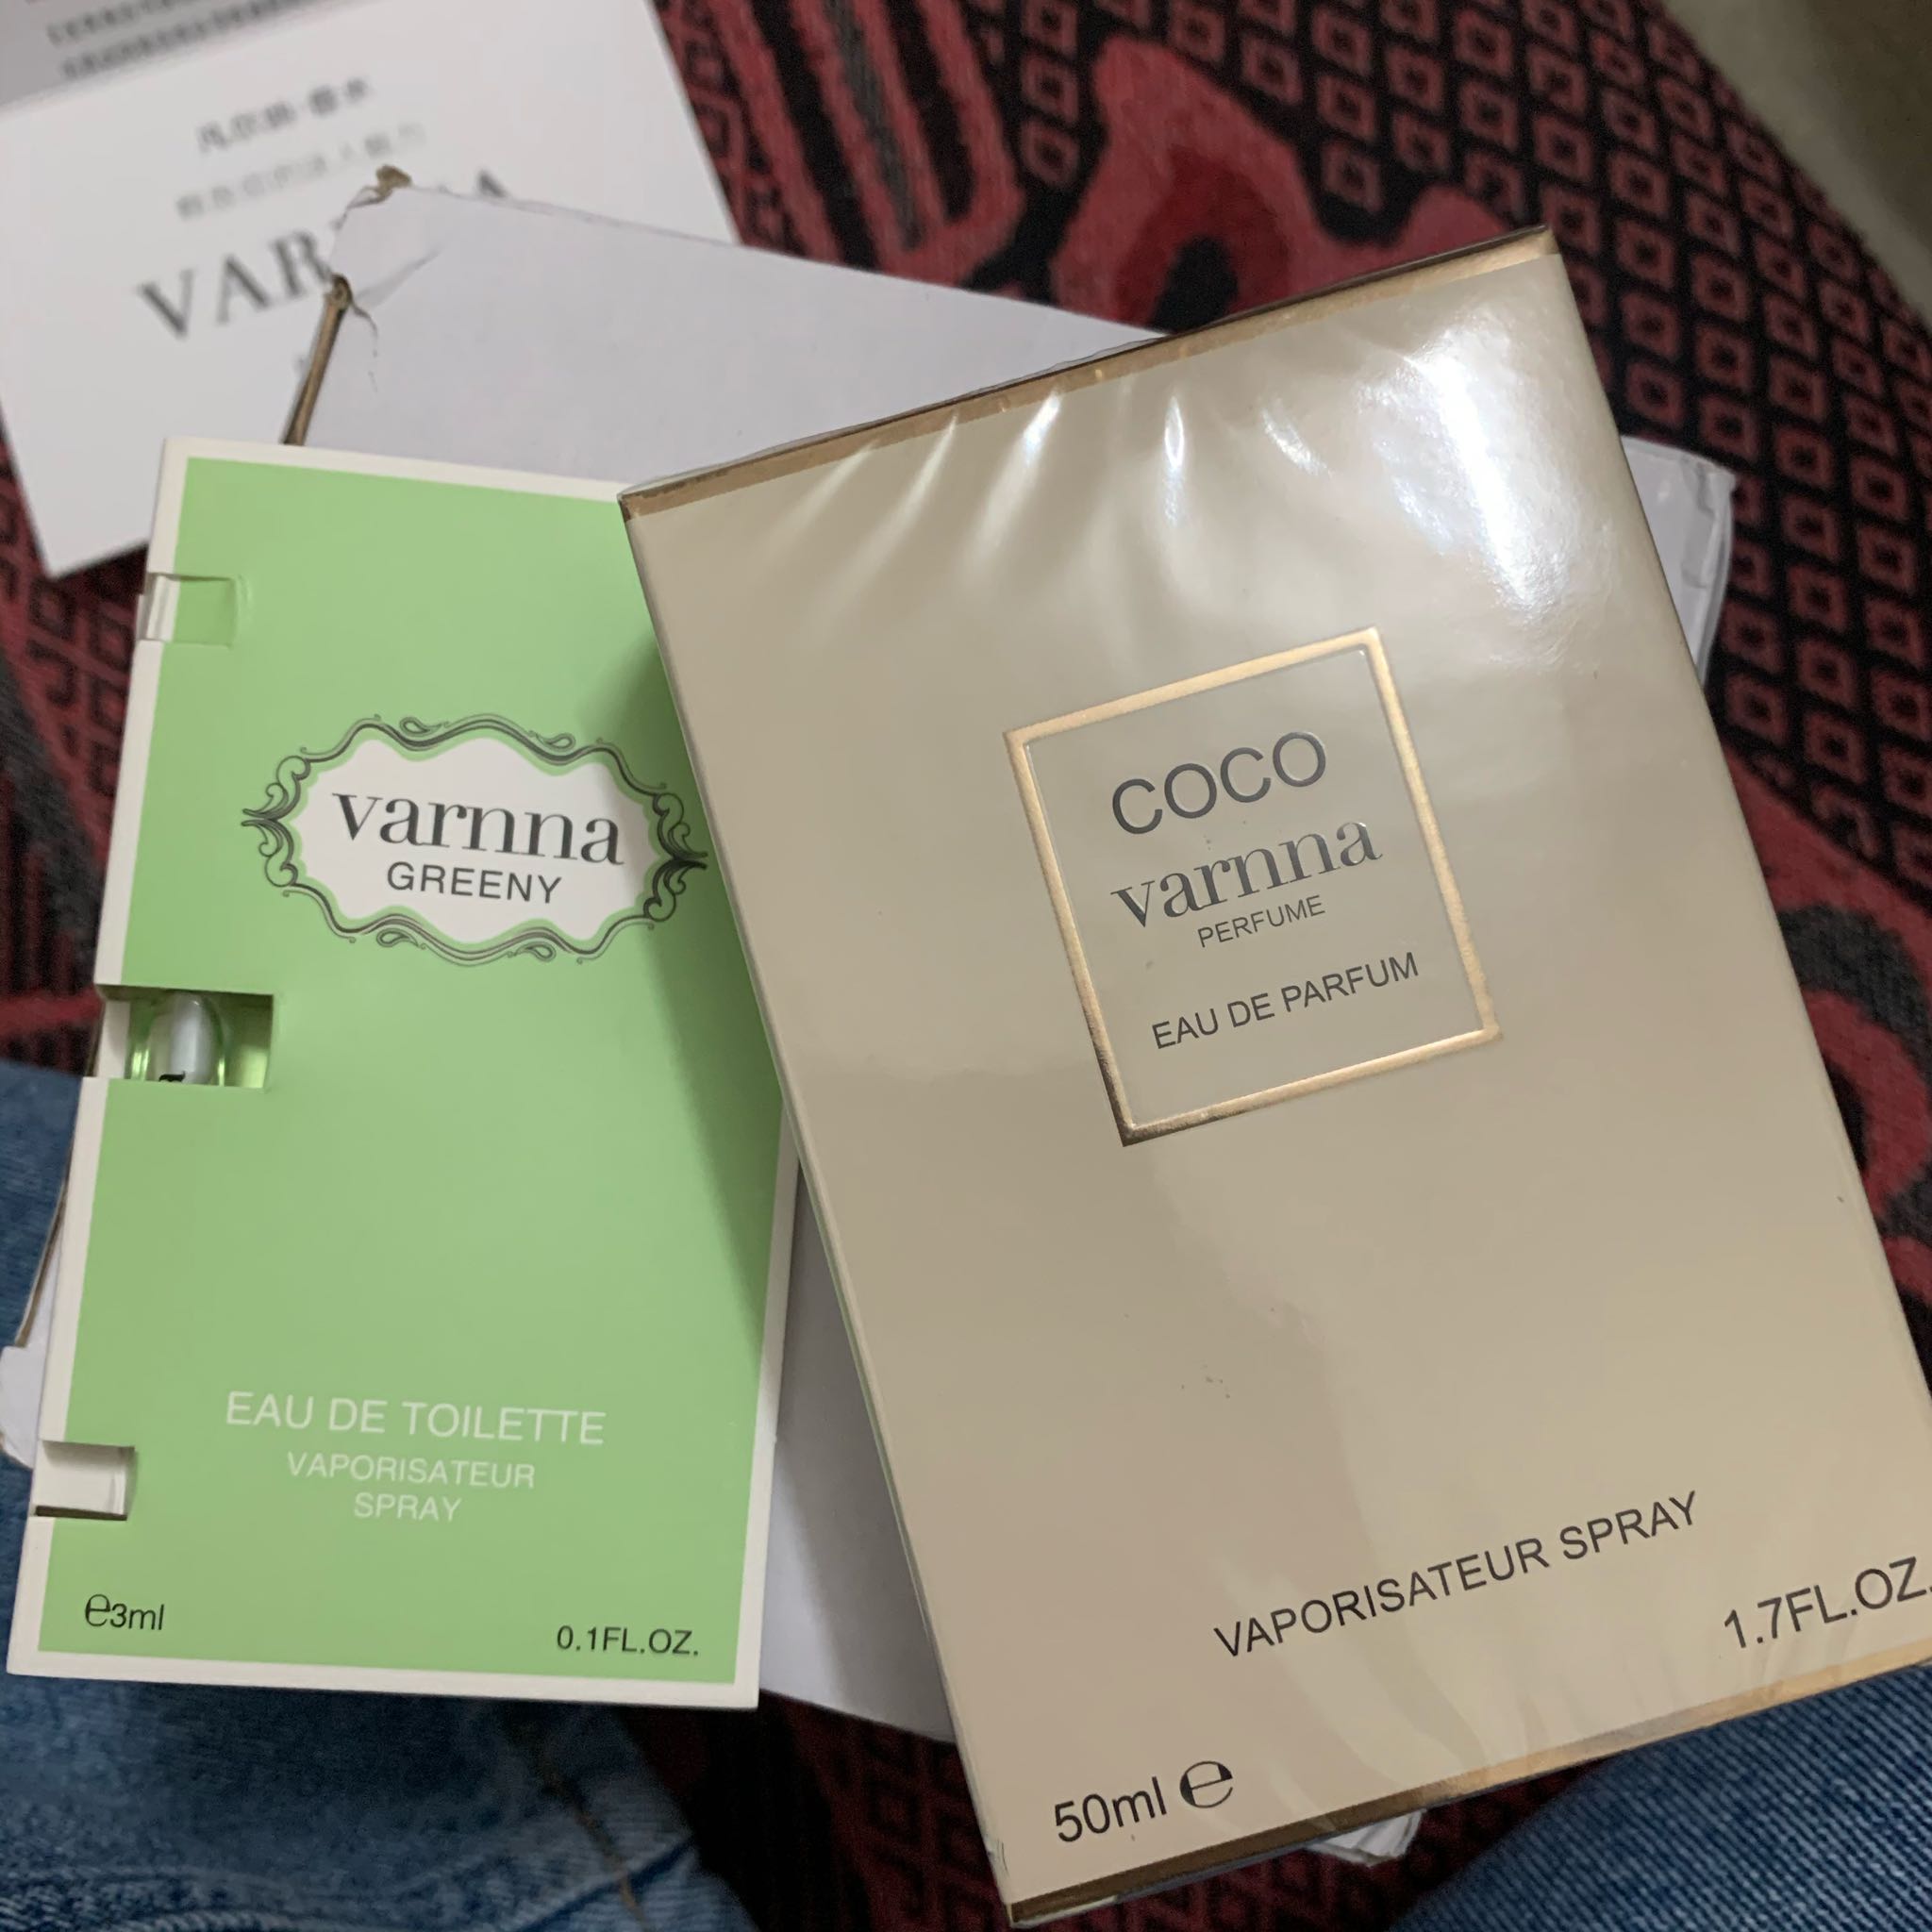 varnna
GREENY
EAU DE TOILETTE
VAPORISATEUR
SPRAY
℮3ml
0.1FL.OZ.
COCO
varnna
PERFUME
EAU DE PARFUM
VAPORISATEUR SPRAY
50ml ℮
1.7FL.OZ.